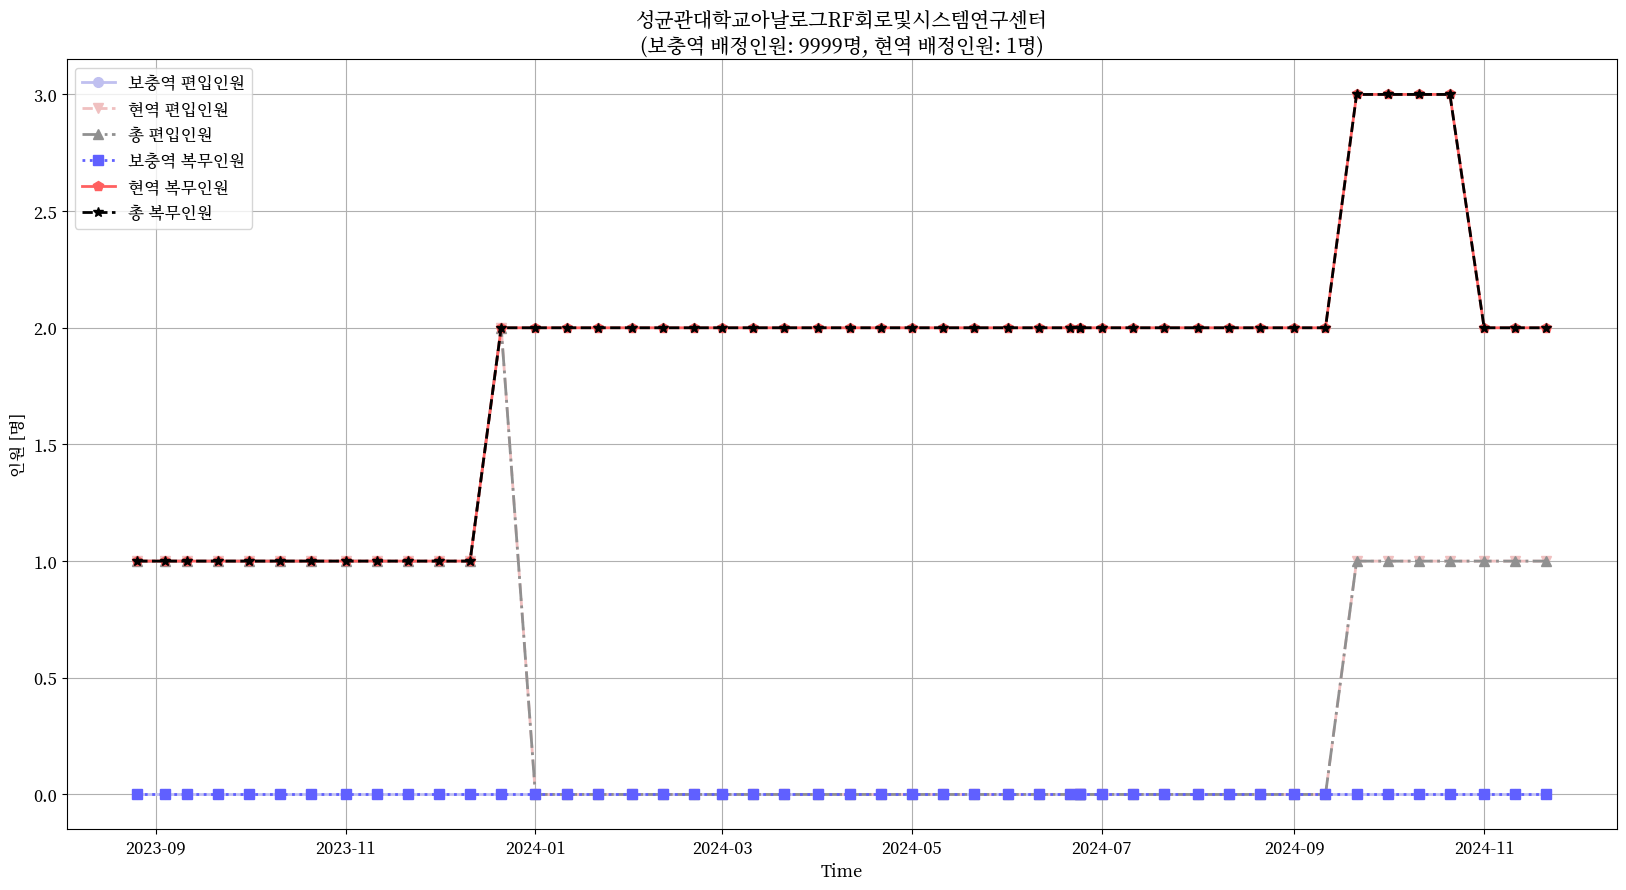 성균관대학교아날로그RF회로및시스템연구센터
(보충역 배정인원: 9999명, 현역 배정인원: 1명)
보충역 편입인원
현역 편입인원
총 편입인원
보충역 복무인원
현역 복무인원
총 복무인원
3.0
2.5
2.0
1.5
1.0
0.5
0.0
인원 [명]
2023-09
2023-11
2024-01
2024-03
2024-05
2024-07
2024-09
2024-11
Time